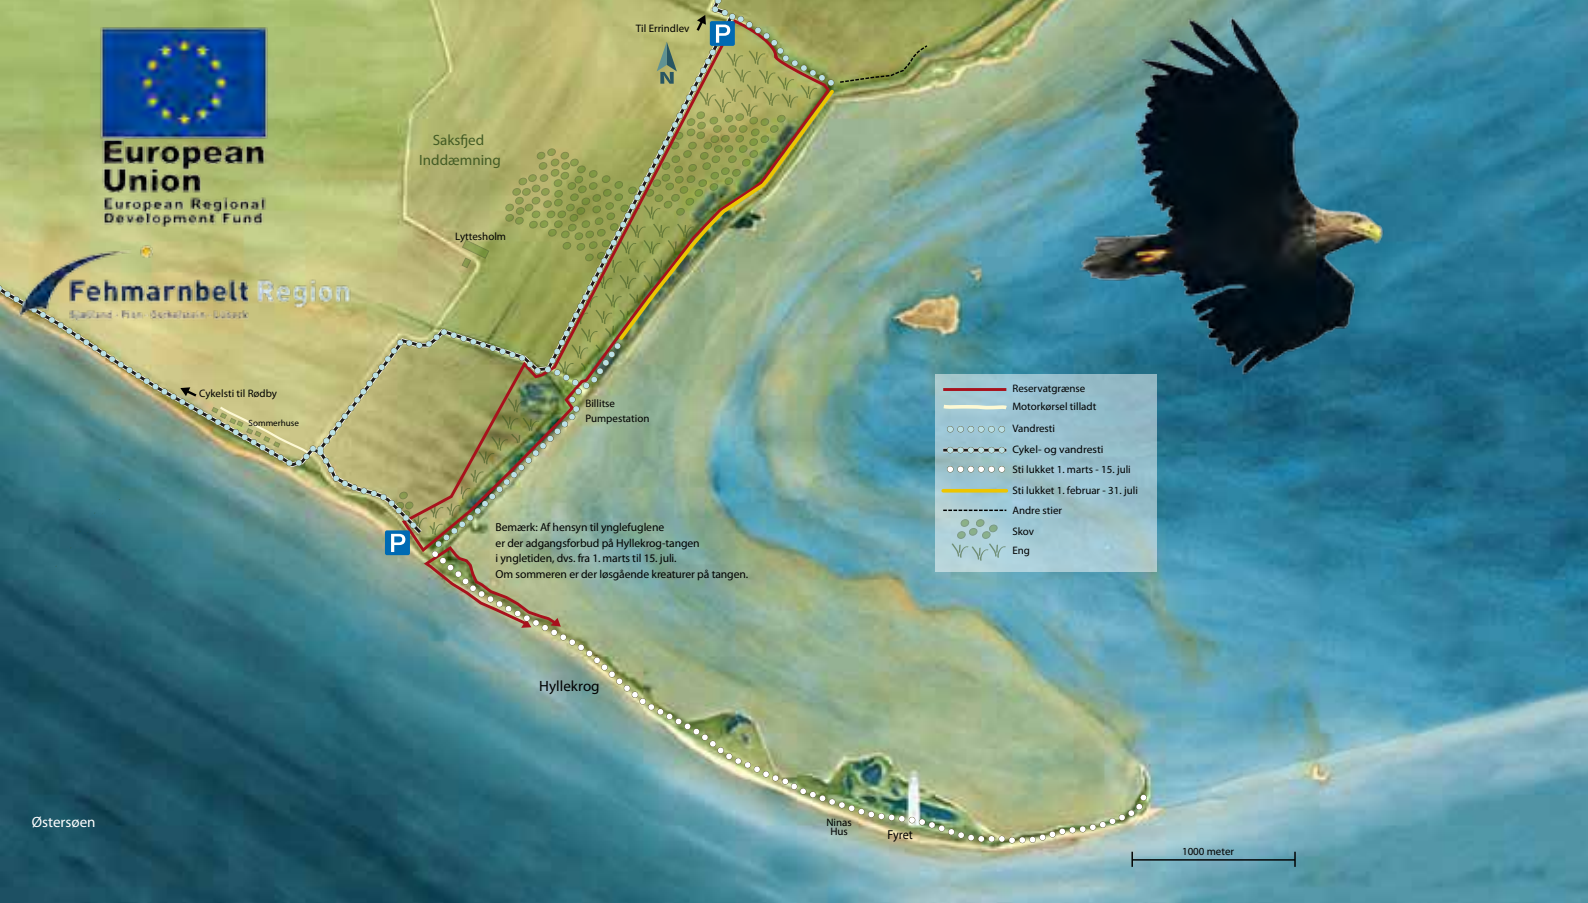 European
Union
European Regional
Development Fund
Fehmarnbelt Region
Til Errindlev
P
N
Saksfjed
Inddæmning
Lyttesholm
Cykelsti til Rødby
Sommerhuse
Billitse
Pumpestation
Reservatgrænse
Motorkørsel tilladt
Vandresti
Cykel- og vandresti
Sti lukket 1. marts - 15. juli
Sti lukket 1. februar - 31. juli
Andre stier
Skov
Eng
P
Bemærk: Af hensyn til ynglefuglene
er der adgangsforbud på Hyllekrog-tangen
i yngletiden, dvs. fra 1. marts til 15. juli.
Om sommeren er der løsgående kreaturer på tangen.
Hyllekrog
Østersøen
Ninas
Hus
Fyret
1000 meter